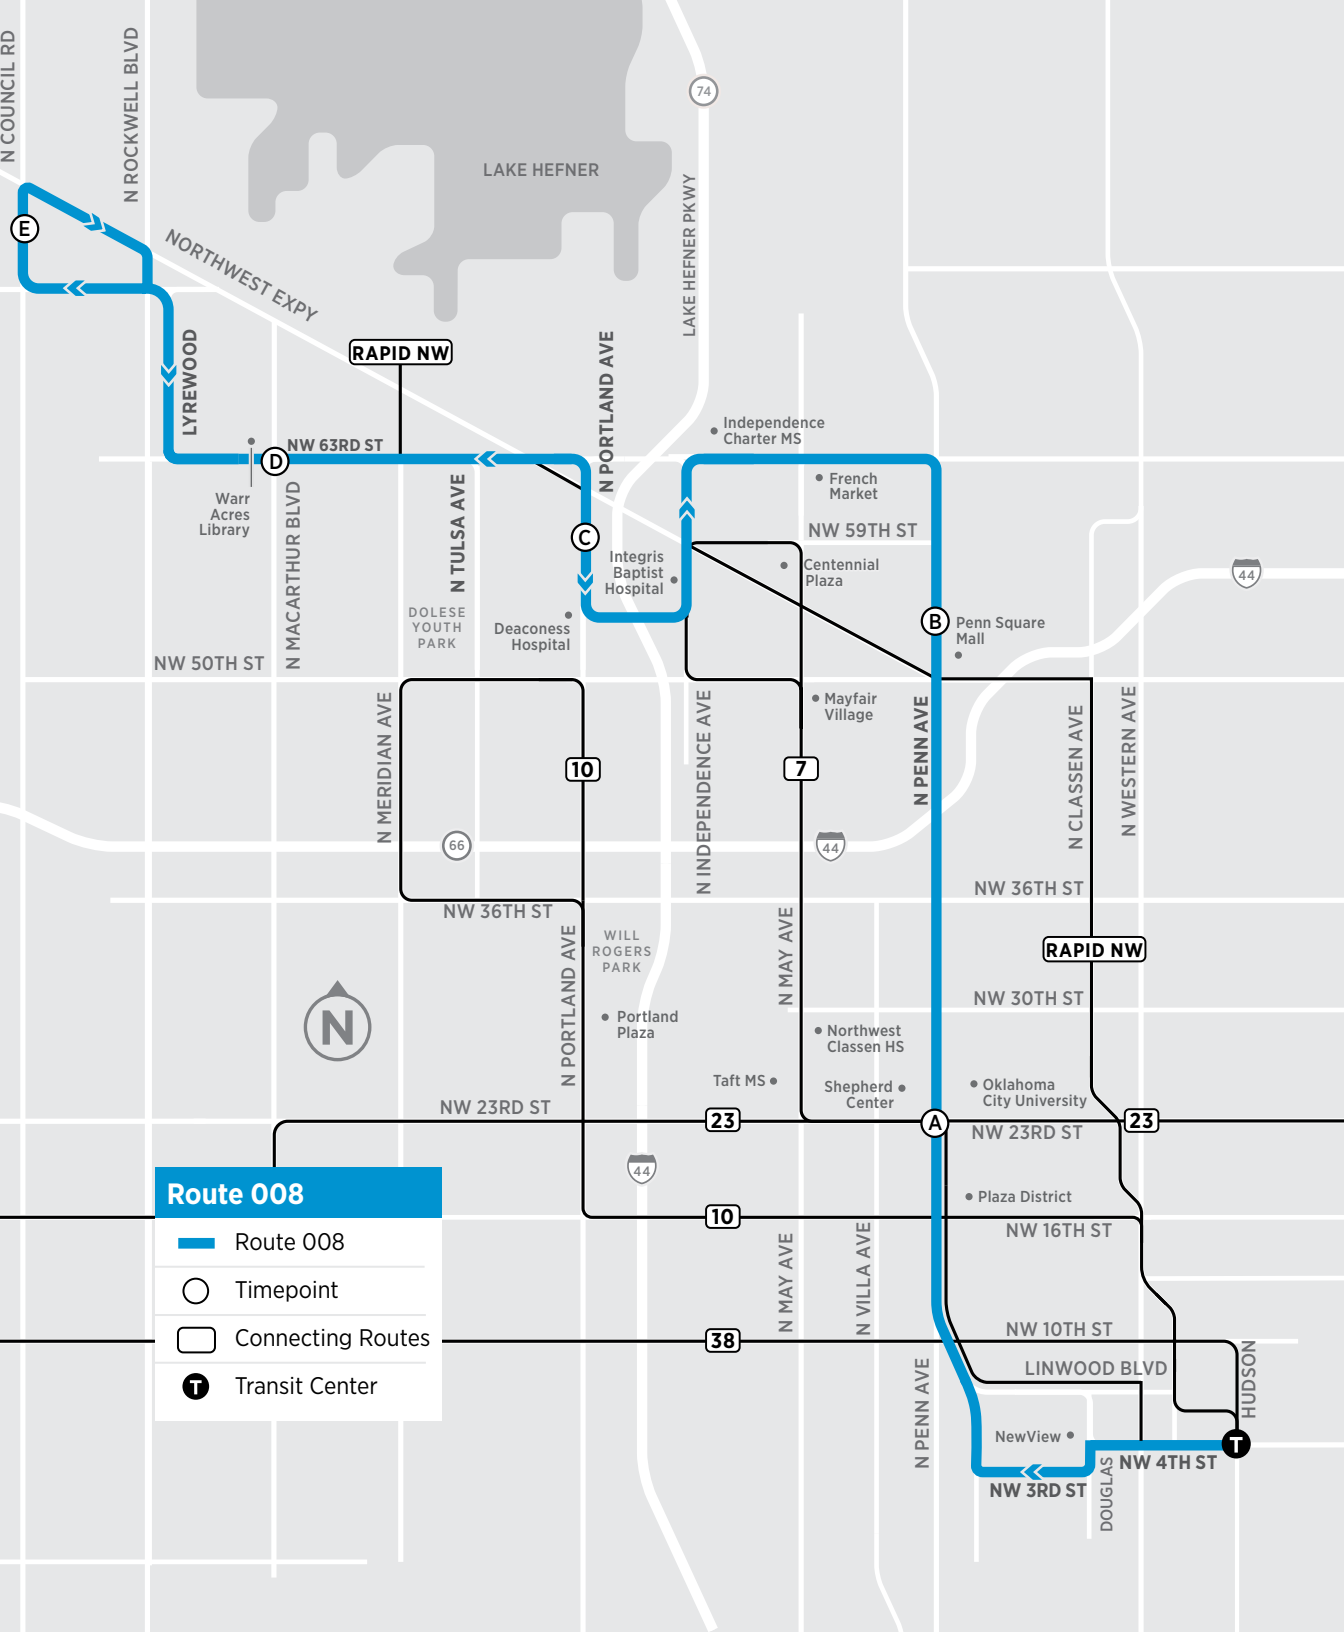 N COUNCIL RD
N ROCKWELL BLVD
74
LAKE HEFNER
LAKE HEFNER PKWY
E
NORTHWEST EXPY
LYREWOOD
RAPID NW
N PORTLAND AVE
Independence
Charter MS
NW 63RD ST
D
French
Market
Warr
Acres
Library
N MACARTHUR BLVD
N TULSA AVE
C
NW 59TH ST
Integris
Baptist
Hospital
Centennial
Plaza
44
DOLESE
YOUTH
PARK
Deaconess
Hospital
B
Penn Square
Mall
NW 50TH ST
N MERIDIAN AVE
N INDEPENDENCE AVE
Mayfair
Village
N PENN AVE
N CLASSEN AVE
N WESTERN AVE
10
7
66
44
NW 36TH ST
NW 36TH ST
N PORTLAND AVE
WILL
ROGERS
PARK
N MAY AVE
RAPID NW
NW 30TH ST
N
Portland
Plaza
Northwest
Classen HS
Taft MS
Shepherd
Center
Oklahoma
City University
NW 23RD ST
23
A
23
NW 23RD ST
44
Plaza District
10
NW 16TH ST
N MAY AVE
N VILLA AVE
Route 008
Route 008
Timepoint
Connecting Routes
T
Transit Center
38
NW 10TH ST
LINWOOD BLVD
HUDSON
N PENN AVE
NewView
T
NW 4TH ST
NW 3RD ST
DOUGLAS